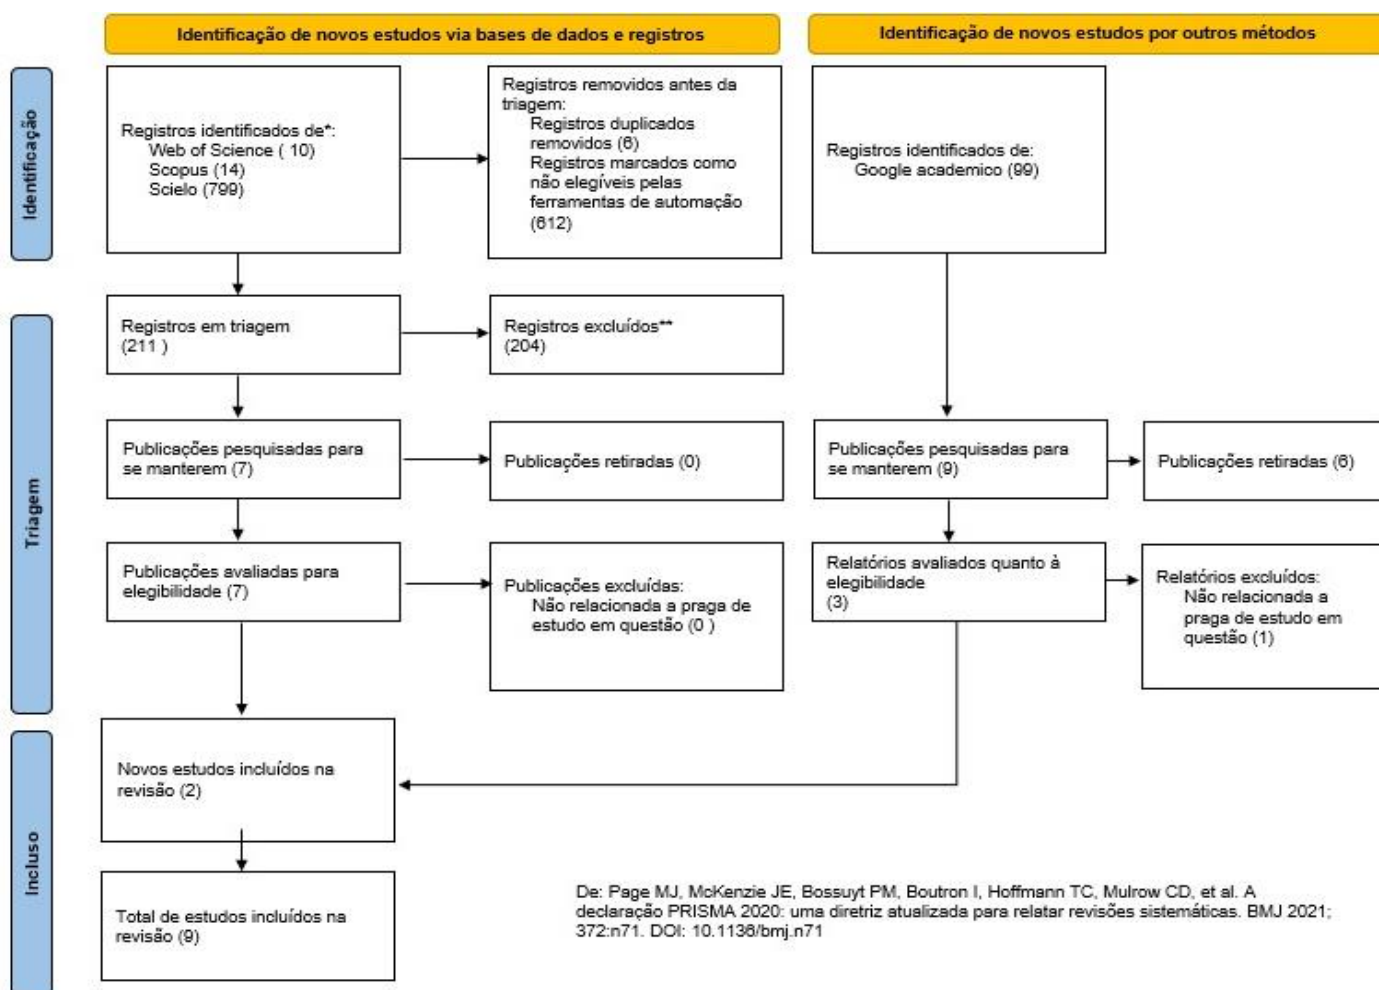 Identificação de novos estudos via bases de dados e registros
Identificação de novos estudos por outros métodos
Identificação
Registros identificados de*:
Web of Science ( 10)
Scopus (14)
Scielo (799)
Registros removidos antes da
triagem:
Registros duplicados
removidos (6)
Registros marcados como
não elegíveis pelas
ferramentas de automação
(612)
Registros identificados de:
Google academico (99)
Triagem
Registros em triagem
(211 )
Registros excluídos**
(204)
Publicações pesquisadas para
se manterem (7)
Publicações retiradas (0)
Publicações pesquisadas para
se manterem (9)
Publicações retiradas (6)
Publicações avaliadas para
elegibilidade (7)
Publicações excluídas:
Não relacionada a praga de
estudo em questão (0 )
Relatórios avaliados quanto à
elegibilidade
(3)
Relatórios excluídos:
Não relacionada a
praga de estudo em
questão (1)
Incluso
Novos estudos incluídos na
revisão (2)
Total de estudos incluídos na
revisão (9)
De: Page MJ, McKenzie JE, Bossuyt PM, Boutron I, Hoffmann TC, Mulrow CD, et al. A
declaração PRISMA 2020: uma diretriz atualizada para relatar revisões sistemáticas. BMJ 2021;
372:n71. DOI: 10.1136/bmj.n71